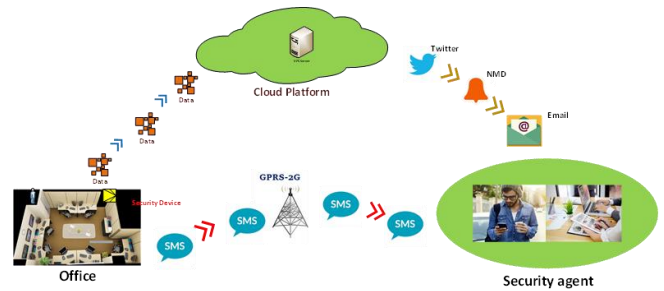 Twitter
NMD
Cloud Platform
Data
Email
Data
Data
GPRS-2G
Security Device
SMS
SMS
SMS
SMS
@
Office
Security agent